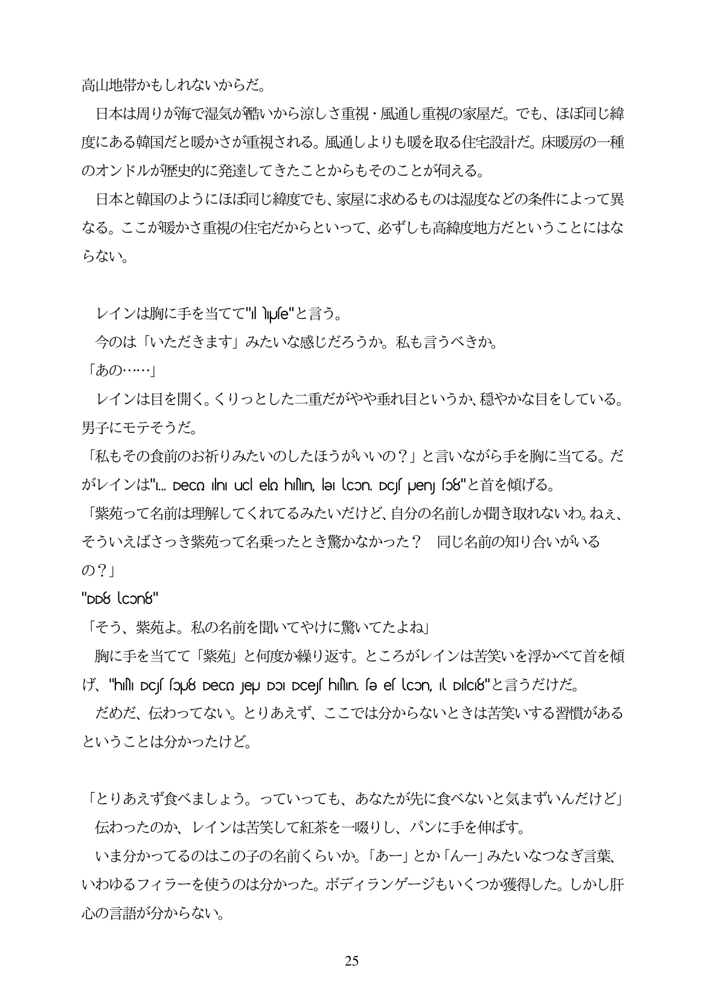 高山地帯かもしれないからだ。
日本は周りが海で湿気が酷いから涼しさ重視・風通し重視の家屋だ。でも、ほぼ同じ緯
度にある韓国だと暖かさが重視される。風通しよりも暖を取る住宅設計だ。床暖房の一種
のオンドルが歴史的に発達してきたことからもそのことが伺える。
日本と韓国のようにほぼ同じ緯度でも、家屋に求めるものは湿度などの条件によって異
なる。ここが暖かさ重視の住宅だからといって、必ずしも高緯度地方だということにはな
らない。
レインは胸に手を当てて"と言う。
今のは「いただきます」みたいな感じだろうか。私も言うべきか。
「あの……」
レインは目を開く。くりっとした二重だがやや垂れ目というか、穏やかな目をしている。
男子にモテそうだ。
「私もその食前のお祈りみたいのしたほうがいいの？」と言いながら手を胸に当てる。だ
がレインは"と首を傾げる。
「紫苑って名前は理解してくれてるみたいだけど、自分の名前しか聞き取れないわ。ねぇ、
そういえばさっき紫苑って名乗ったとき驚かなかった？　同じ名前の知り合いがいる
の？」
「そう、紫苑よ。私の名前を聞いてやけに驚いてたよね」
胸に手を当てて「紫苑」と何度か繰り返す。ところがレインは苦笑いを浮かべて首を傾
げ、"と言うだけだ。
だめだ、伝わってない。とりあえず、ここでは分からないときは苦笑いする習慣がある
ということは分かったけど。
「とりあえず食べましょう。っていっても、あなたが先に食べないと気まずいんだけど」
伝わったのか、レインは苦笑して紅茶を一啜りし、パンに手を伸ばす。
いま分かってるのはこの子の名前くらいか。「あー」とか「んー」みたいなつなぎ言葉、
いわゆるフィラーを使うのは分かった。ボディランゲージもいくつか獲得した。しかし肝
心の言語が分からない。
25